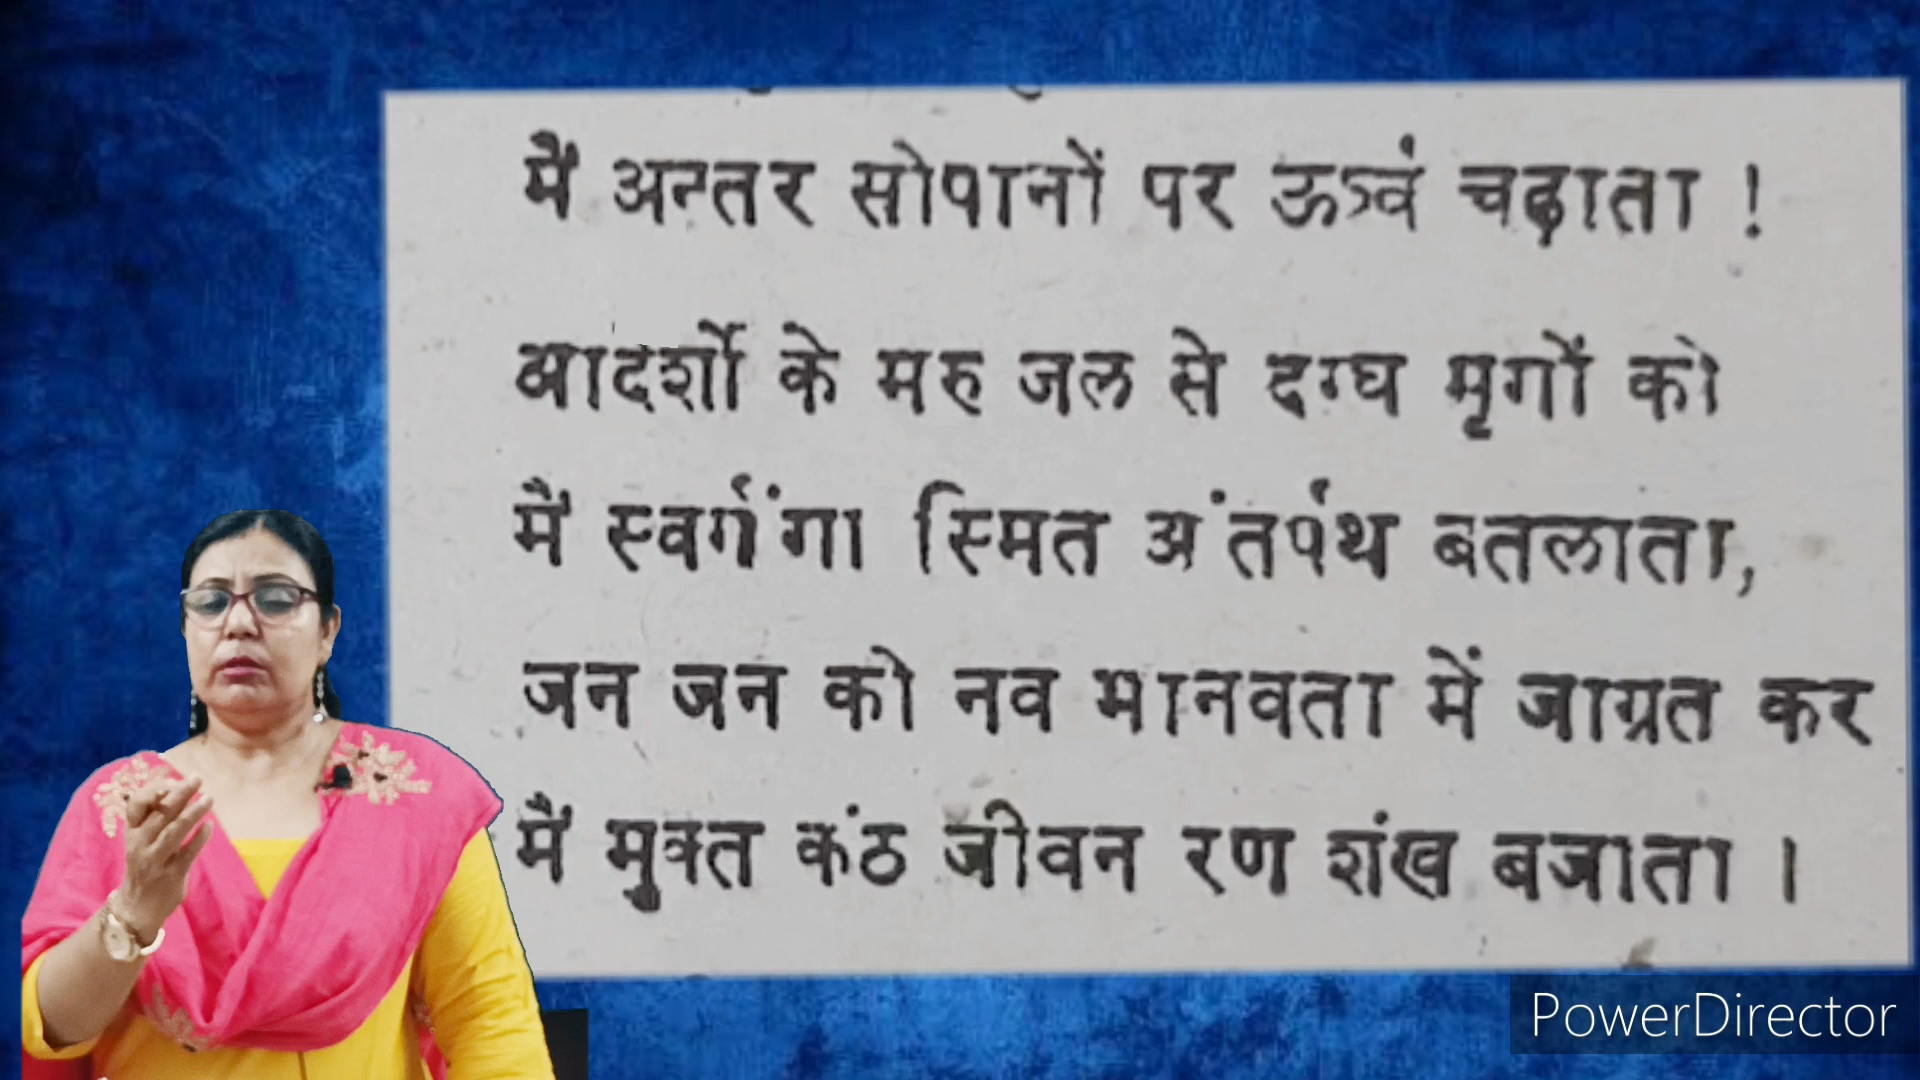 मैं अन्तर सोपानों पर ऊर्ध्व चढ़ाता !
आदर्शों के मरु जल से दग्ध मृगों को
मैं स्वर्गंगा स्मित अंतर्पथ बतलाता,
जन जन को नव मानवता में जाग्रत कर
मैं मुक्त कंठ जीवन रण शंख बजाता ।
PowerDirector